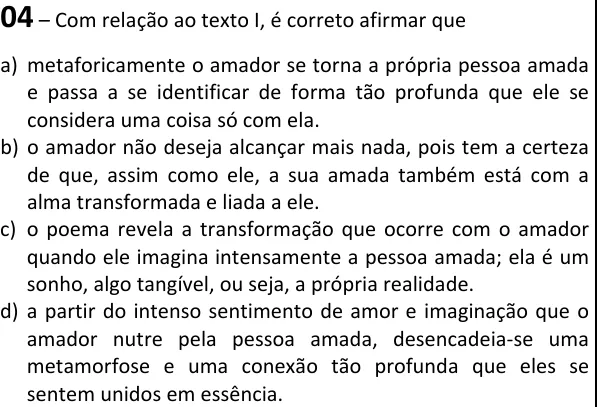 04 – Com relação ao texto I, é correto afirmar que
a) metaforicamente o amador se torna a própria pessoa amada
e passa a se identificar de forma tão profunda que ele se
considera uma coisa só com ela.
b) o amador não deseja alcançar mais nada, pois tem a certeza
de que, assim como ele, a sua amada também está com a
alma transformada e liada a ele.
c) o poema revela a transformação que ocorre com o amador
quando ele imagina intensamente a pessoa amada; ela é um
sonho, algo tangível, ou seja, a própria realidade.
d) a partir do intenso sentimento de amor e imaginação que o
amador nutre pela pessoa amada, desencadeia-se uma
metamorfose e uma conexão tão profunda que eles se
sentem unidos em essência.